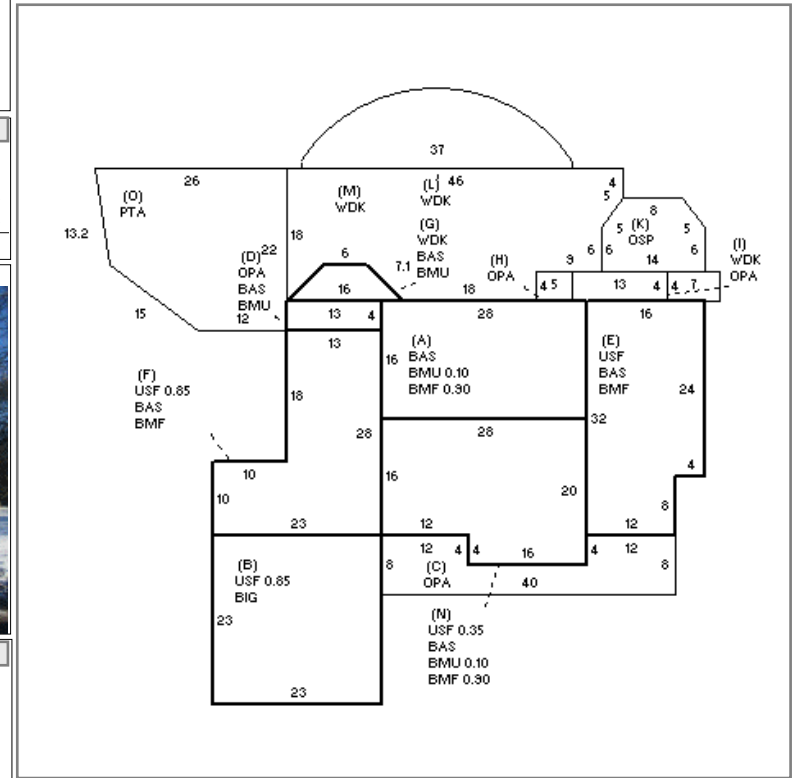 37
26
(M)
WDK
(L) 46
WDK
4
5
(O)
PTA
8
13.2
18
(G)
WDK
BAS
BMU
5
(K)
OSP
5
(I)
WDK
OPA
(D) 22
OPA
BAS
BMU
6
7.1
(H)
OPA
9
6
6
14
6
16
18
4
5
13
4
4
7
15
12
13
4
28
16
13
16
(A)
BAS
BMU 0.10
BMF 0.90
(E)
USF
BAS
BMF
(F)
USF 0.85
BAS
BMF
18
24
28
28
32
10
16
4
10
20
8
23
12
12
(B)
USF 0.85
BIG
8
12
4
4
16
4
12
8
(C)
OPA
40
23
(N)
USF 0.35
BAS
BMU 0.10
BMF 0.90
23